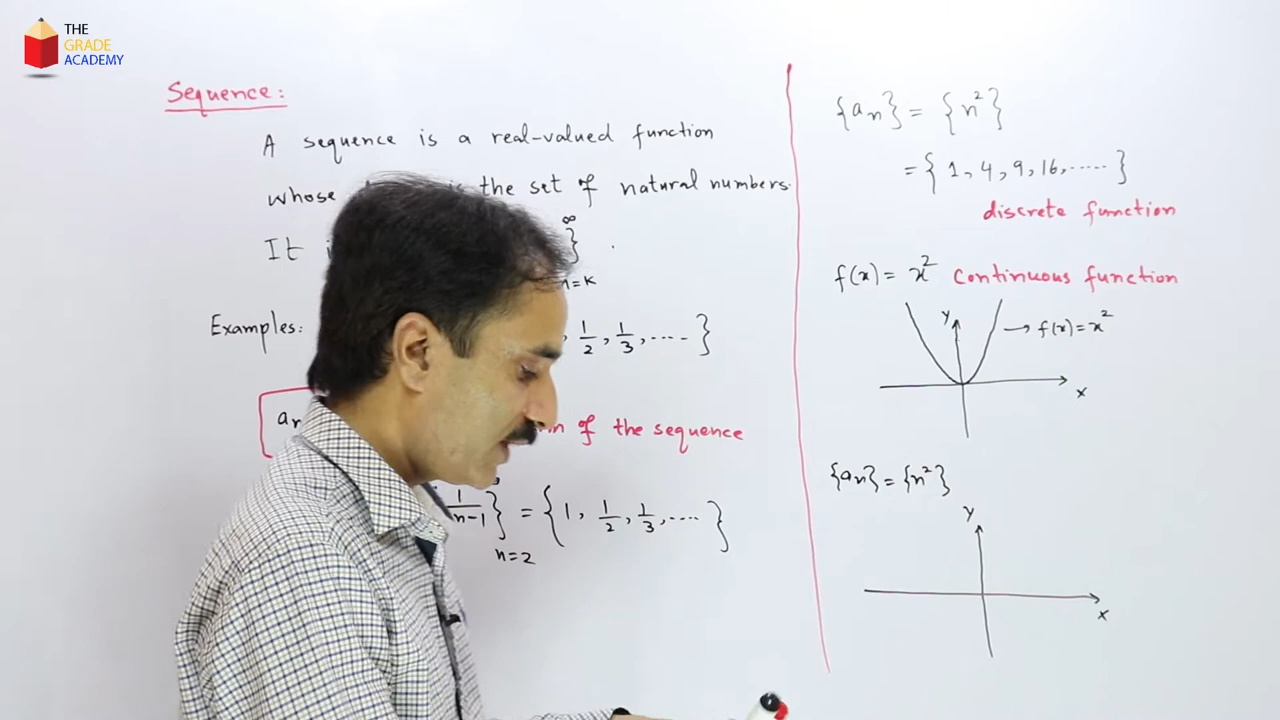 THE
GRADE
ACADEMY
Sequence:
A sequence is a real-valued function
whose is the set of natural numbers.
It }∞ n=k .
Examples: , 1/2, 1/3, .... }
of the sequence
1/(n-1) } n=2 = { 1, 1/2, 1/3, .... }
{an} = {n²}
= { 1, 4, 9, 16, ..... }
discrete function
f(x) = x² continuous function
y
→ f(x) = x²
x
{an} = {n²}
y
x